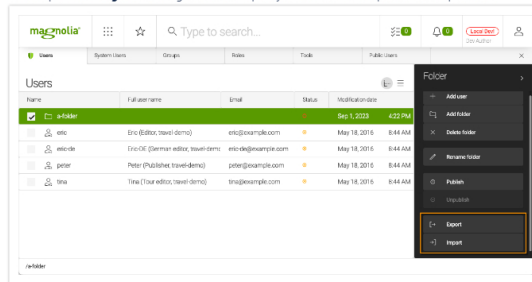 magnolia
Type to search...
0
0
Local Dev!
Dev Author
Users
System Users
Groups
Roles
Tools
Public Users
Users
Name
Full user name
Email
Status
Modification date
a-folder
Sep 1, 2023
4:22 PM
eric
Eric (Editor, travel-demo)
eric@example.com
May 18, 2016
8:44 AM
eric-de
Eric-DE (German editor, travel-demo
eric-de@example.com
May 18, 2016
8:44 AM
peter
Peter (Publisher, travel-demo)
peter@example.com
May 18, 2016
8:44 AM
tina
Tina (Tour editor, travel-demo)
tina@example.com
May 18, 2016
8:44 AM
/a-folder
Folder
Add user
Add folder
Delete folder
Rename folder
Publish
Unpublish
Export
Import